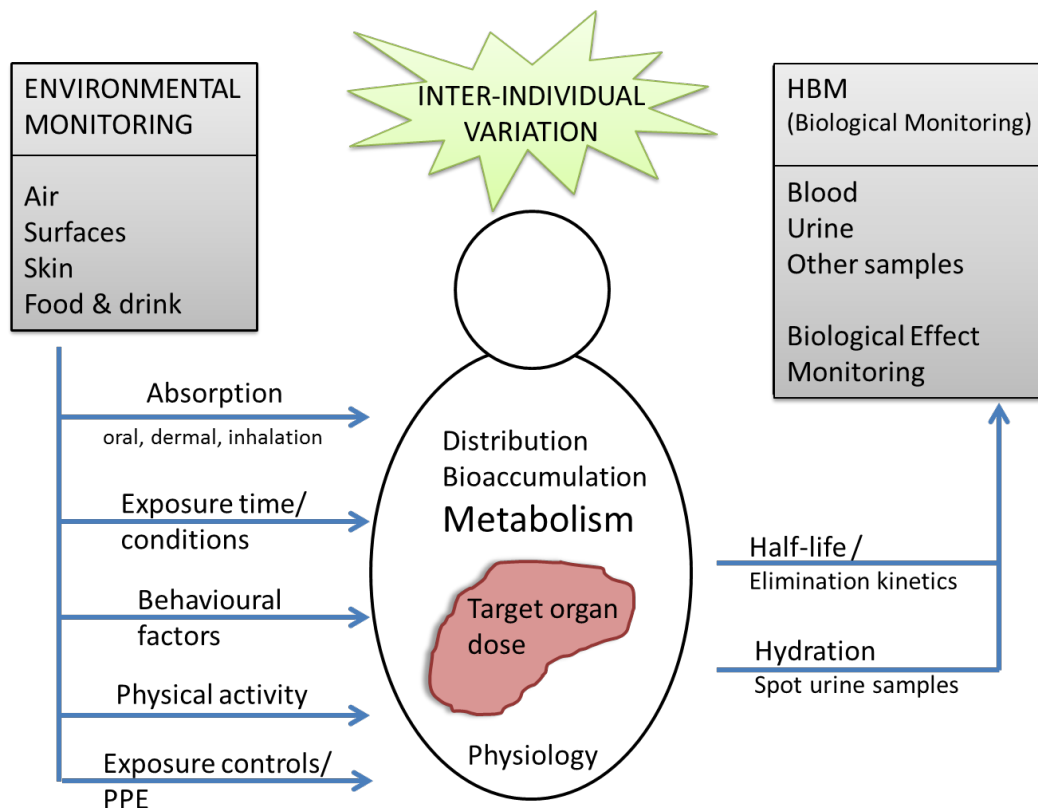 ENVIRONMENTAL
MONITORING
Air
Surfaces
Skin
Food & drink
INTER-INDIVIDUAL
VARIATION
HBM
(Biological Monitoring)
Blood
Urine
Other samples
Biological Effect
Monitoring
Absorption
oral, dermal, inhalation
Exposure time/
conditions
Behavioural
factors
Physical activity
Exposure controls/
PPE
Distribution
Bioaccumulation
Metabolism
Target organ
dose
Physiology
Half-life /
Elimination kinetics
Hydration
Spot urine samples